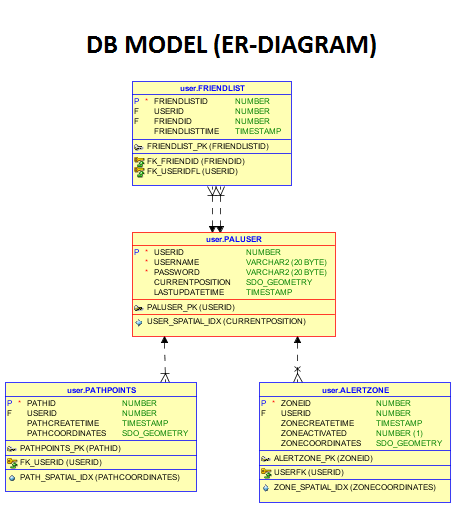 DB MODEL (ER-DIAGRAM)
user.FRIENDLIST
P * FRIENDLISTID NUMBER
F USERID NUMBER
F FRIENDID NUMBER
FRIENDLISTTIME TIMESTAMP
FRIENDLIST_PK (FRIENDLISTID)
FK_FRIENDID (FRIENDID)
FK_USERIDFL (USERID)
user.PALUSER
P * USERID NUMBER
* USERNAME VARCHAR2 (20 BYTE)
* PASSWORD VARCHAR2 (20 BYTE)
CURRENTPOSITION SDO_GEOMETRY
LASTUPDATETIME TIMESTAMP
PALUSER_PK (USERID)
USER_SPATIAL_IDX (CURRENTPOSITION)
user.PATHPOINTS
P * PATHID NUMBER
F USERID NUMBER
PATHCREATETIME TIMESTAMP
PATHCOORDINATES SDO_GEOMETRY
PATHPOINTS_PK (PATHID)
FK_USERID (USERID)
PATH_SPATIAL_IDX (PATHCOORDINATES)
user.ALERTZONE
P * ZONEID NUMBER
F USERID NUMBER
ZONECREATETIME TIMESTAMP
ZONEACTIVATED NUMBER (1)
ZONECOORDINATES SDO_GEOMETRY
ALERTZONE_PK (ZONEID)
USERFK (USERID)
ZONE_SPATIAL_IDX (ZONECOORDINATES)